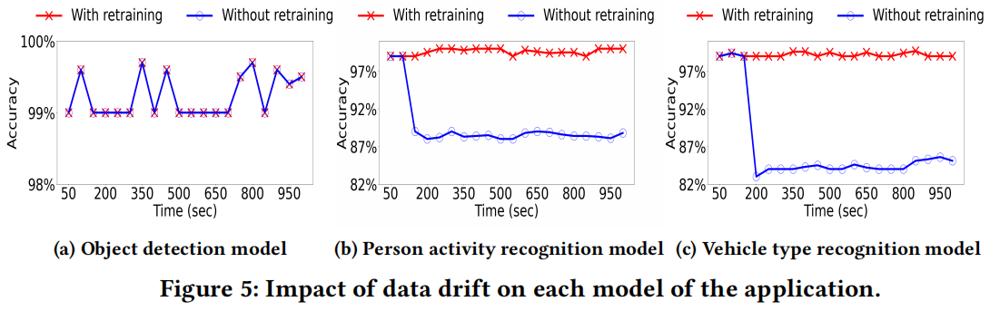 With retraining Without retraining With retraining Without retraining With retraining Without retraining
100%
99%
98%
Accuracy
50 200 350 500 650 800 950
Time (sec)
97%
92%
87%
82%
Accuracy
50 200 350 500 650 800 950
Time (sec)
97%
92%
87%
82%
Accuracy
50 200 350 500 650 800 950
Time (sec)
(a) Object detection model (b) Person activity recognition model (c) Vehicle type recognition model
Figure 5: Impact of data drift on each model of the application.